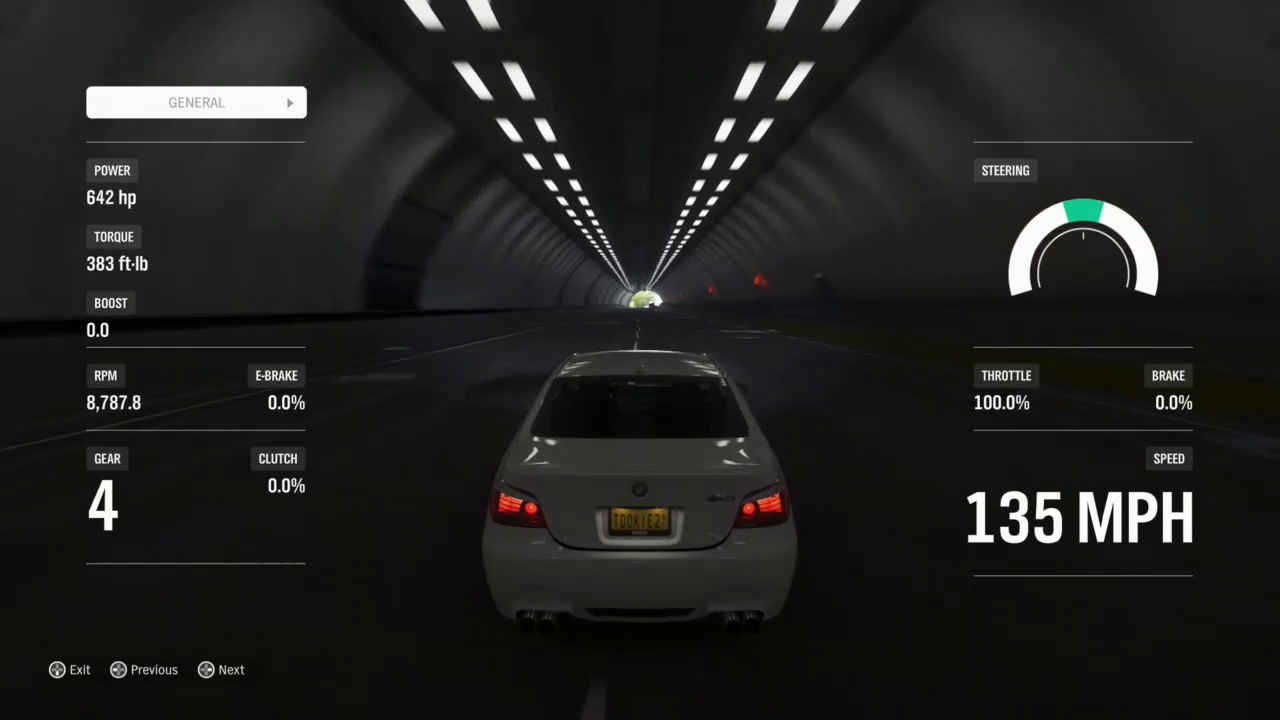 GENERAL
POWER
642 hp
TORQUE
383 ft·lb
BOOST
0.0
RPM
8,787.8
E-BRAKE
0.0%
GEAR
4
CLUTCH
0.0%
STEERING
THROTTLE
100.0%
BRAKE
0.0%
SPEED
135 MPH
TOOKIE2
Exit
Previous
Next